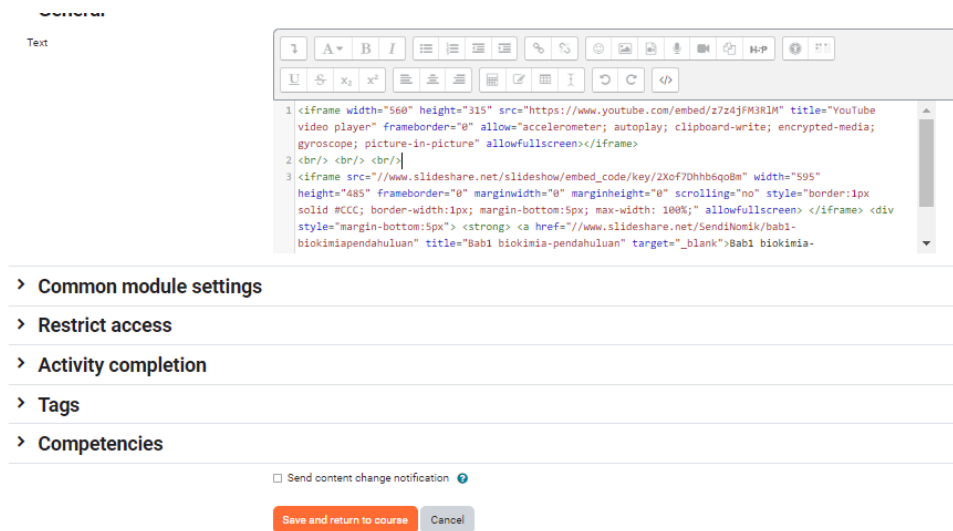 General
Text
A B I H-P
U S x₂ x² </>
1 <iframe width="560" height="315" src="https://www.youtube.com/embed/z7z4jFM3RlM" title="YouTube
video player" frameborder="0" allow="accelerometer; autoplay; clipboard-write; encrypted-media;
gyroscope; picture-in-picture" allowfullscreen></iframe>
2 <br/> <br/> <br/>
3 <iframe src="//www.slideshare.net/slideshow/embed_code/key/2Xof7Dhhb6qoBm" width="595"
height="485" frameborder="0" marginwidth="0" marginheight="0" scrolling="no" style="border:1px
solid #CCC; border-width:1px; margin-bottom:5px; max-width: 100%;" allowfullscreen> </iframe> <div
style="margin-bottom:5px"> <strong> <a href="//www.slideshare.net/SendiNomik/bab1-
biokimiapendahuluan" title="Bab1 biokimia-pendahuluan" target="_blank">Bab1 biokimia-
Common module settings
Restrict access
Activity completion
Tags
Competencies
Send content change notification ?
Save and return to course Cancel